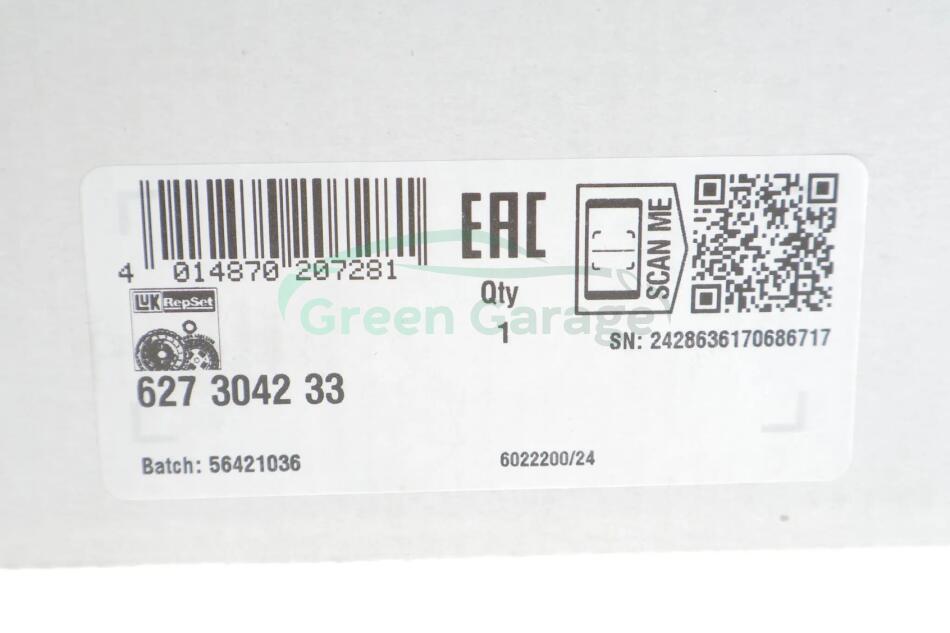 4 014870 207281
EAC
SCAN ME
Qty
1
Green Garage
SN: 2428636170686717
LuK RepSet
627 3042 33
Batch: 56421036
6022200/24